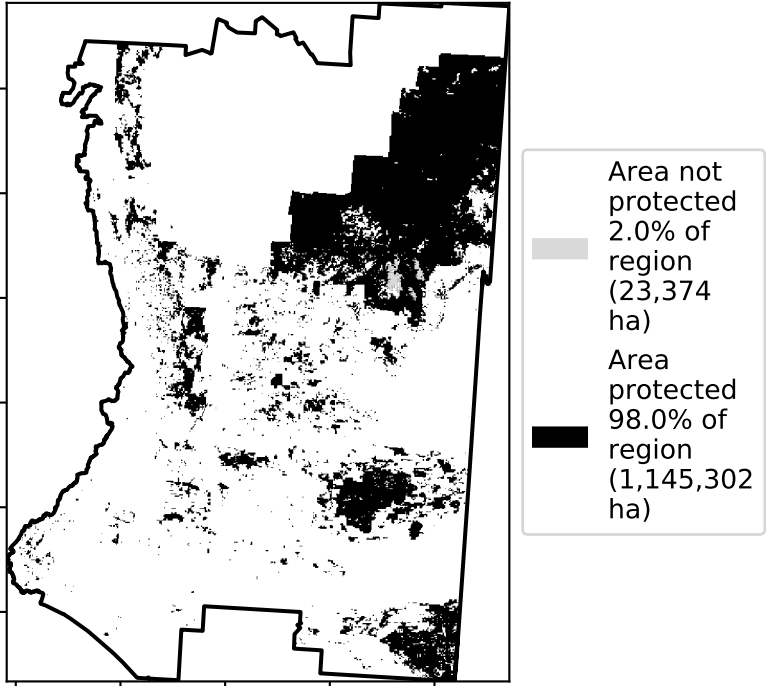 Area not
protected
2.0% of
region
(23,374
ha)
Area
protected
98.0% of
region
(1,145,302
ha)